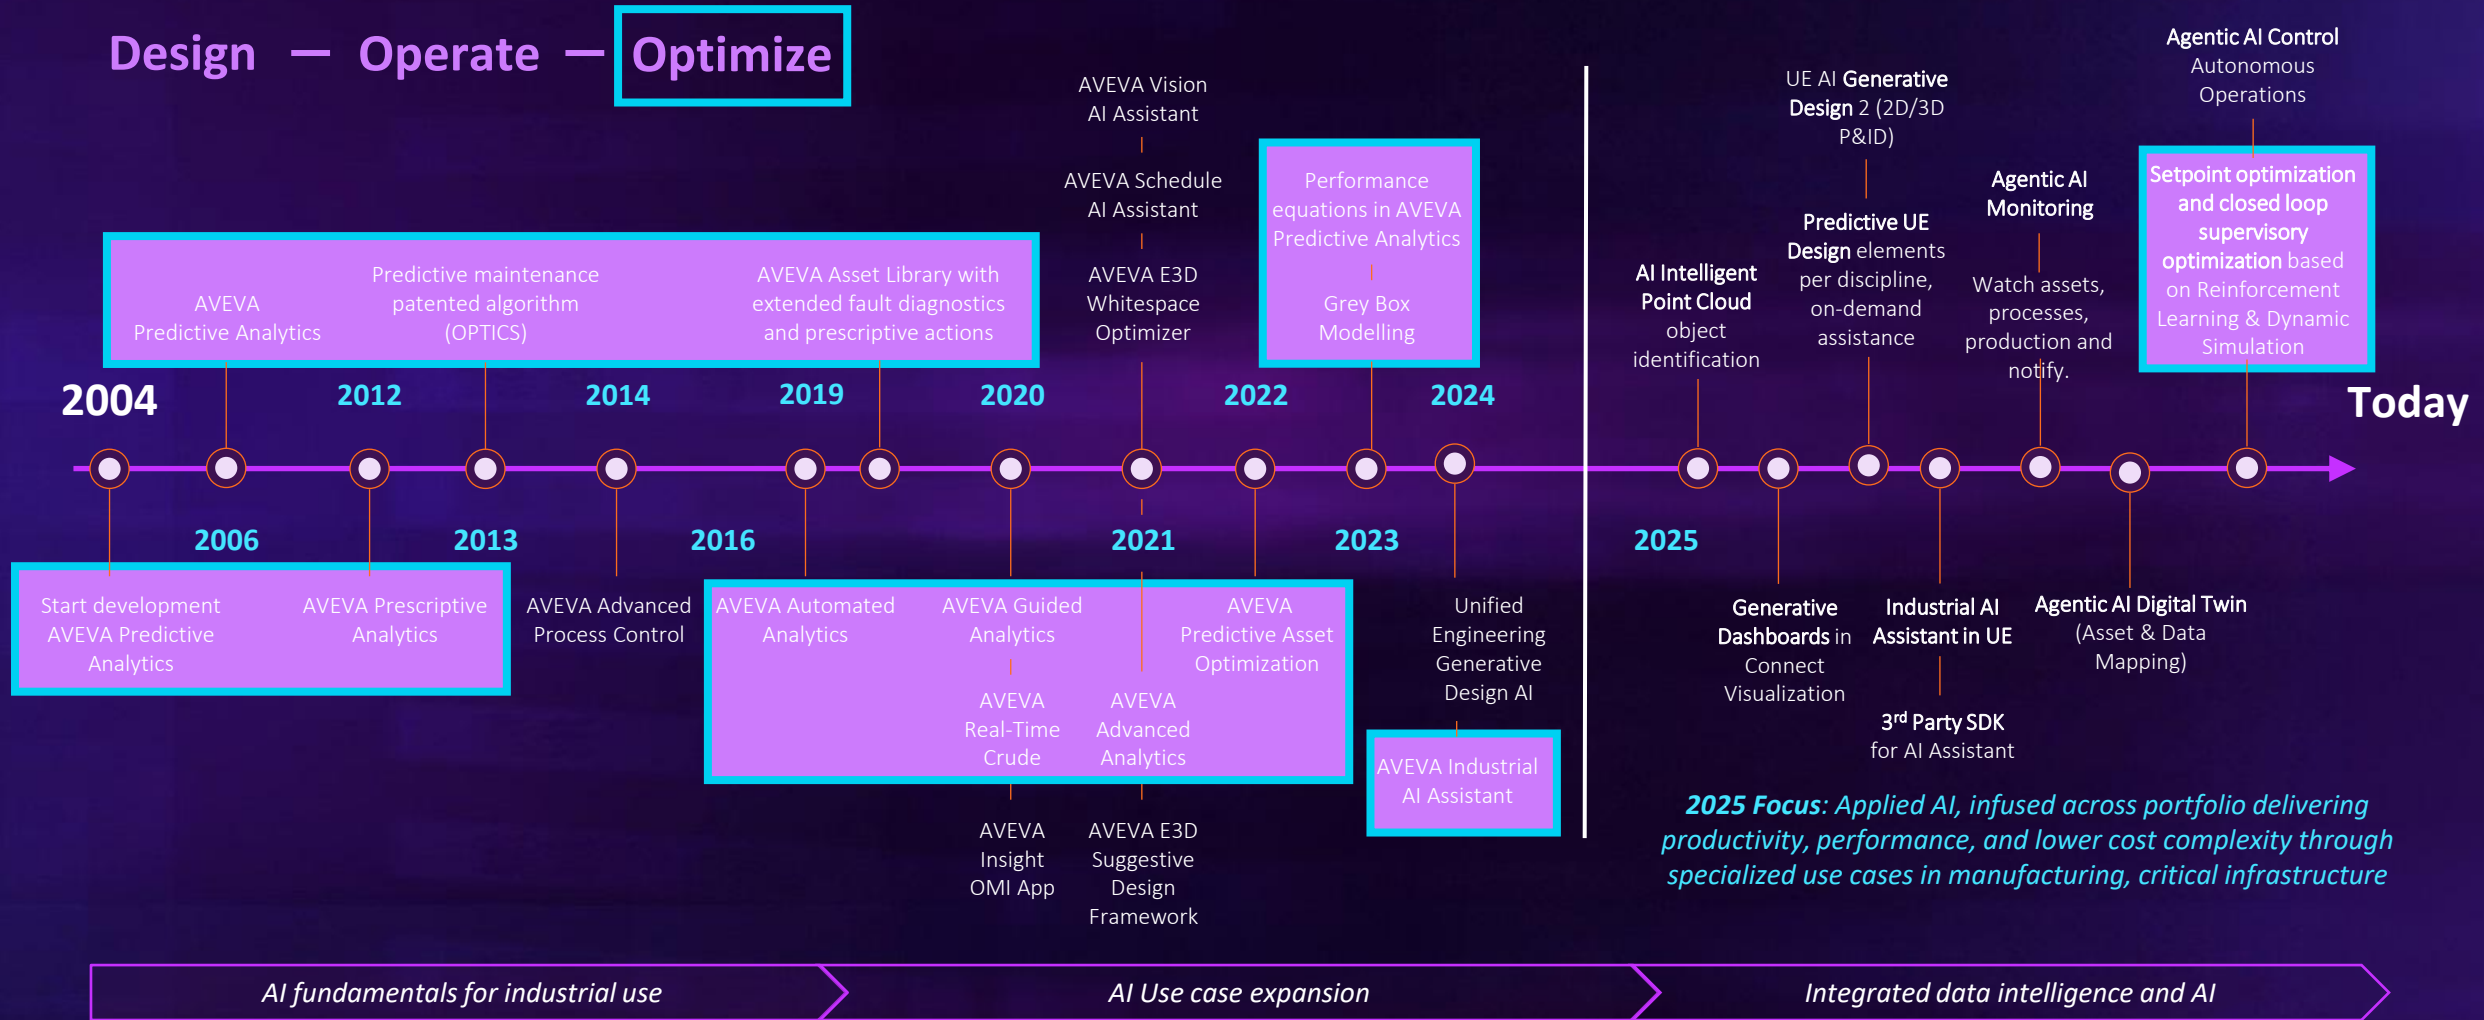 Design — Operate — Optimize
AVEVA
Predictive Analytics
Predictive maintenance
patented algorithm
(OPTICS)
AVEVA Asset Library with
extended fault diagnostics
and prescriptive actions
AVEVA Vision
AI Assistant
AVEVA Schedule
AI Assistant
AVEVA E3D
Whitespace
Optimizer
Performance
equations in AVEVA
Predictive Analytics
Grey Box
Modelling
AI Intelligent
Point Cloud
object
identification
UE AI Generative
Design 2 (2D/3D
P&ID)
Predictive UE
Design elements
per discipline,
on-demand
assistance
Agentic AI
Monitoring
Watch assets,
processes,
production and
notify.
Agentic AI Control
Autonomous
Operations
Setpoint optimization
and closed loop
supervisory
optimization based
on Reinforcement
Learning & Dynamic
Simulation
2004
2012
2014
2019
2020
2022
2024
Today
2006
2013
2016
2021
2023
2025
Start development
AVEVA Predictive
Analytics
AVEVA Prescriptive
Analytics
AVEVA Advanced
Process Control
AVEVA Automated
Analytics
AVEVA Guided
Analytics
AVEVA
Real-Time
Crude
AVEVA
Insight
OMI App
AVEVA
Advanced
Analytics
AVEVA E3D
Suggestive
Design
Framework
AVEVA
Predictive Asset
Optimization
Unified
Engineering
Generative
Design AI
AVEVA Industrial
AI Assistant
Generative
Dashboards in
Connect
Visualization
Industrial AI
Assistant in UE
3rd Party SDK
for AI Assistant
Agentic AI Digital Twin
(Asset & Data
Mapping)
2025 Focus: Applied AI, infused across portfolio delivering
productivity, performance, and lower cost complexity through
specialized use cases in manufacturing, critical infrastructure
AI fundamentals for industrial use
AI Use case expansion
Integrated data intelligence and AI